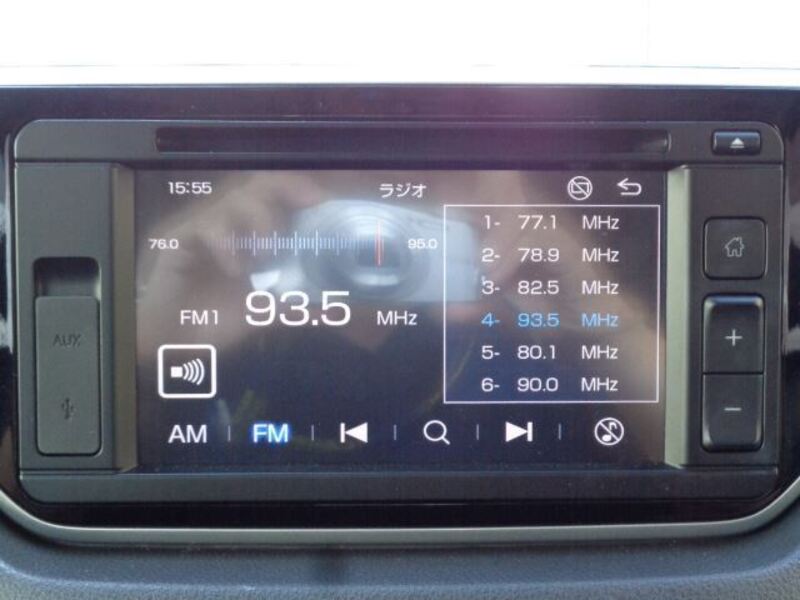 15:55 ラジオ
76.0 95.0
FM1 93.5 MHz
1- 77.1 MHz
2- 78.9 MHz
3- 82.5 MHz
4- 93.5 MHz
5- 80.1 MHz
6- 90.0 MHz
AM FM
AUX
+
−